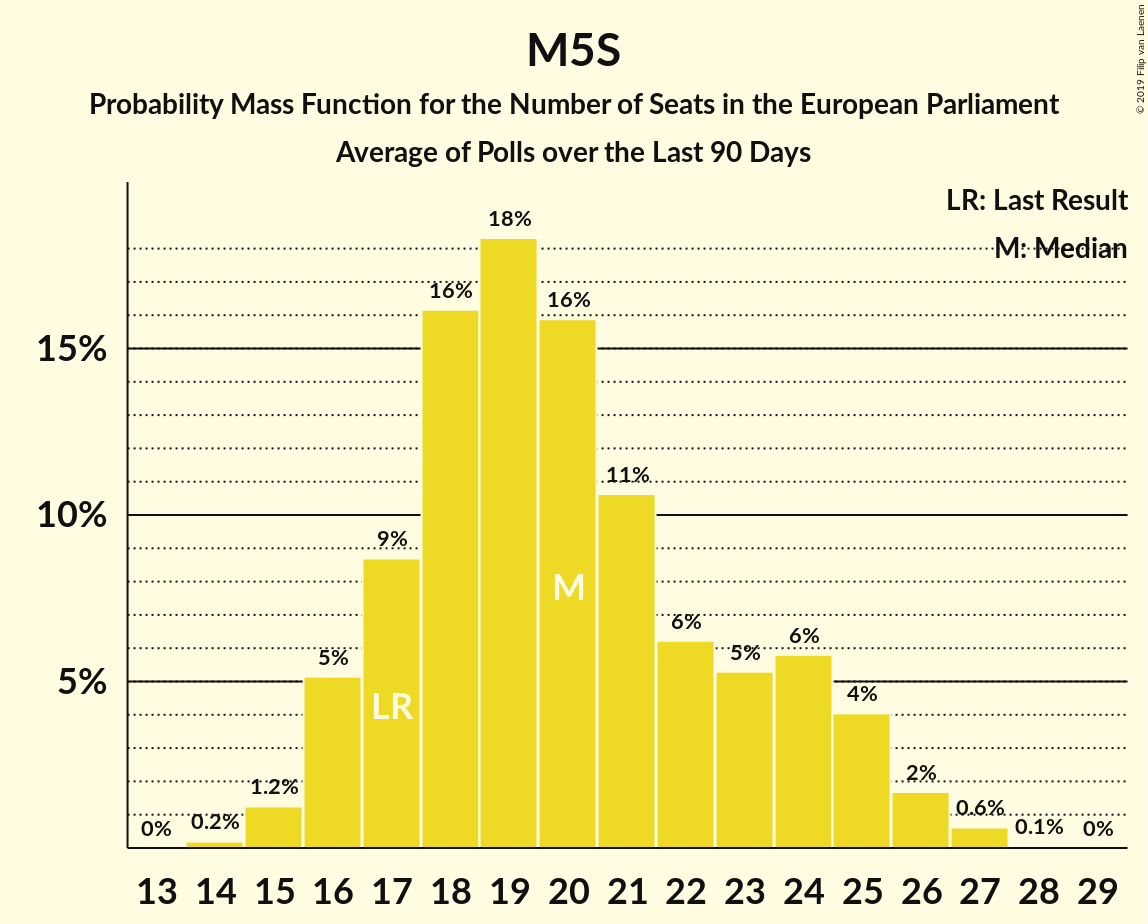 M5S
Probability Mass Function for the Number of Seats in the European Parliament
Average of Polls over the Last 90 Days
© 2019 Filip van Laenen
LR: Last Result
M: Median
15%
10%
5%
0%
0.2%
1.2%
5%
9%
16%
18%
16%
11%
6%
5%
6%
4%
2%
0.6%
0.1%
0%
LR
M
13 14 15 16 17 18 19 20 21 22 23 24 25 26 27 28 29